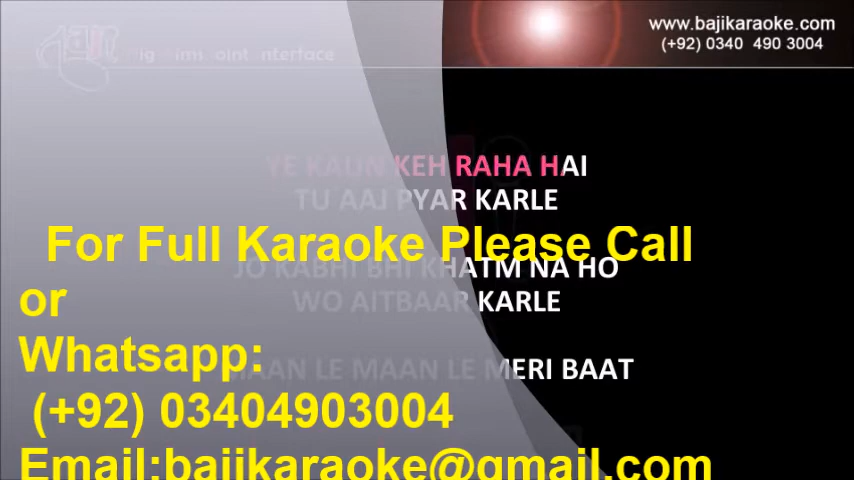 www.bajikaraoke.com
(+92) 0340 490 3004
YE KAUN KEH RAHA HAI
TU AAJ PYAR KARLE
For Full Karaoke Please Call
JO KABHI BHI KHATM NA HO
or
WO AITBAAR KARLE
Whatsapp:
MAAN LE MAAN LE MERI BAAT
(+92) 03404903004
Email:bajikaraoke@gmail.com